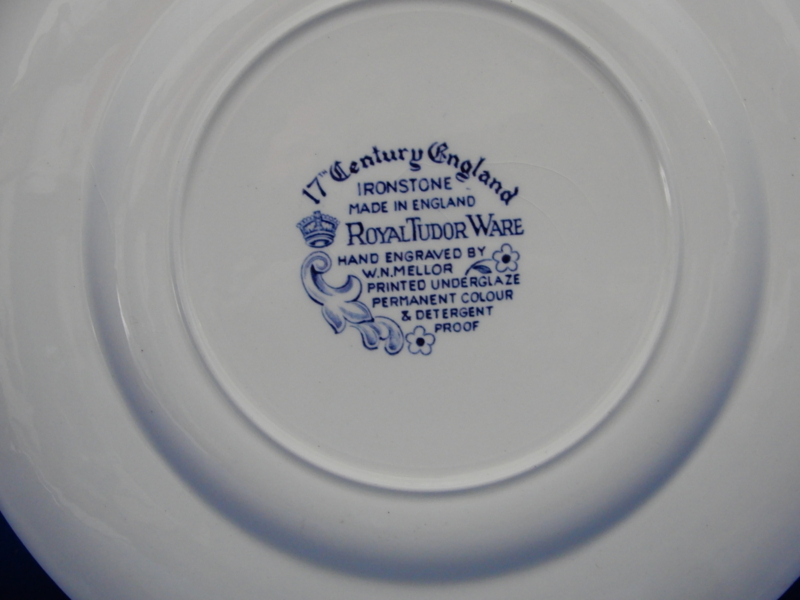 17TH Century England
IRONSTONE
MADE IN ENGLAND
ROYAL TUDOR WARE
HAND ENGRAVED BY
W.N.MELLOR
PRINTED UNDERGLAZE
PERMANENT COLOUR
& DETERGENT
PROOF